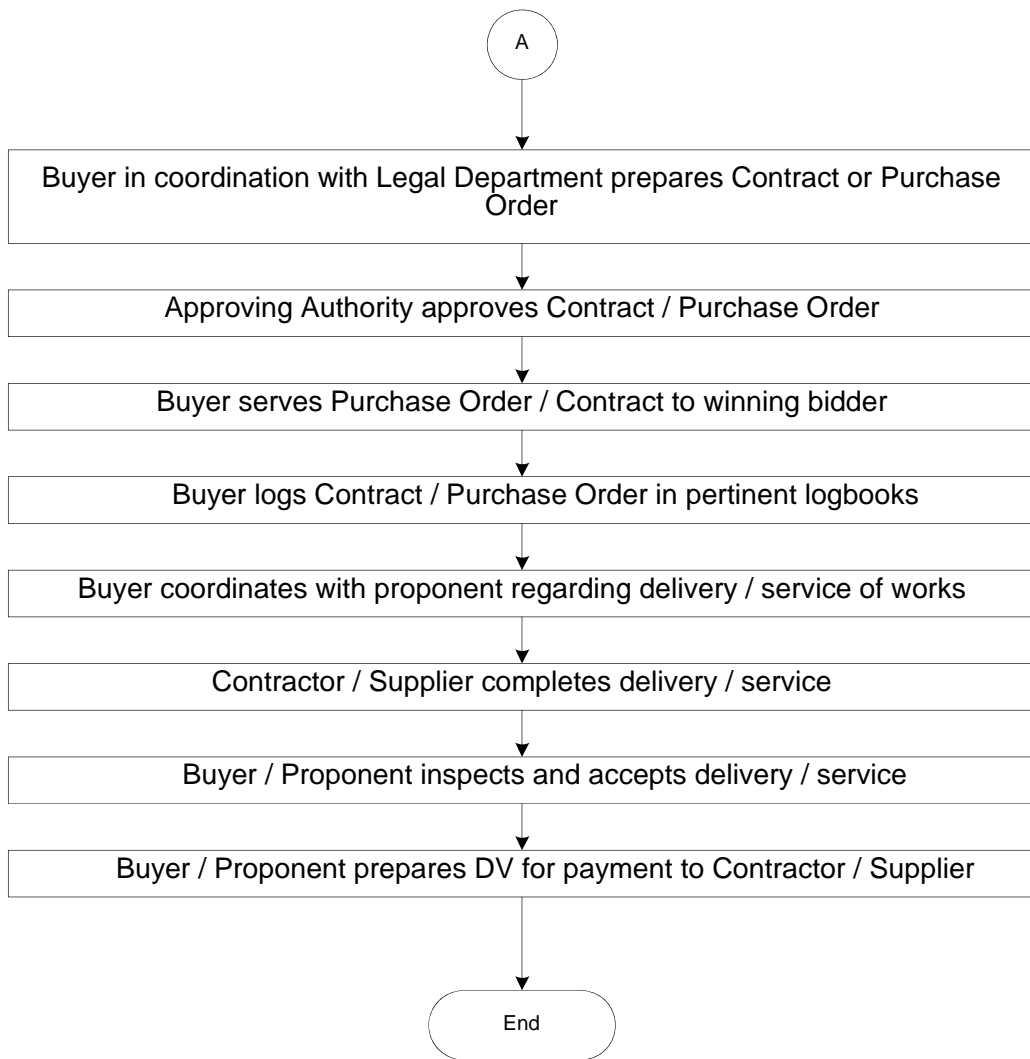 A
Buyer in coordination with Legal Department prepares Contract or Purchase
Order
Approving Authority approves Contract / Purchase Order
Buyer serves Purchase Order / Contract to winning bidder
Buyer logs Contract / Purchase Order in pertinent logbooks
Buyer coordinates with proponent regarding delivery / service of works
Contractor / Supplier completes delivery / service
Buyer / Proponent inspects and accepts delivery / service
Buyer / Proponent prepares DV for payment to Contractor / Supplier
End